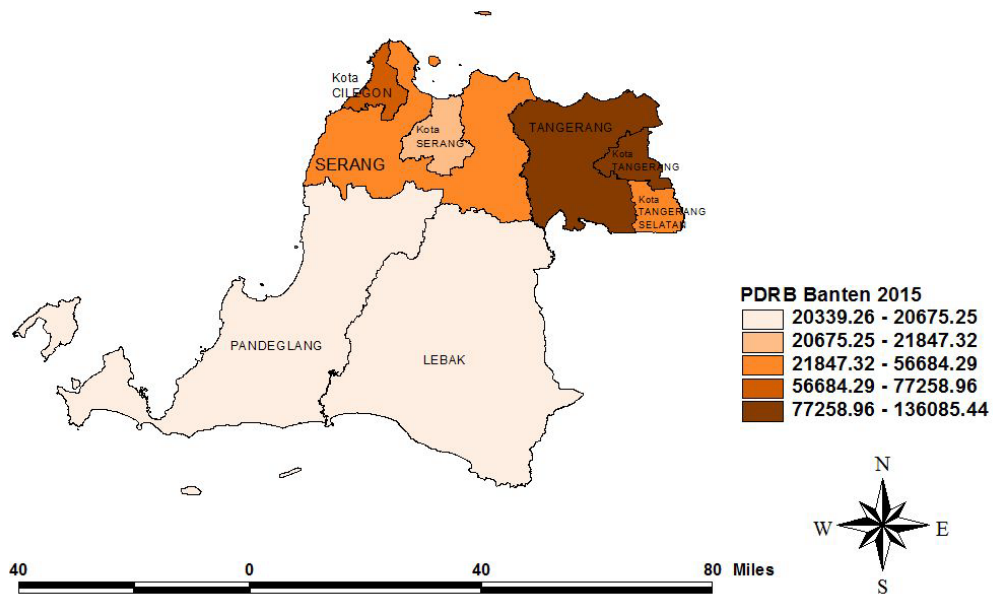 Kota
CILEGON
Kota
SERANG
TANGERANG
Kota
TANGERANG
SERANG
Kota
TANGERANG
SELATAN
PANDEGLANG
LEBAK
PDRB Banten 2015
20339.26 - 20675.25
20675.25 - 21847.32
21847.32 - 56684.29
56684.29 - 77258.96
77258.96 - 136085.44
N
W E
S
40 0 40 80 Miles